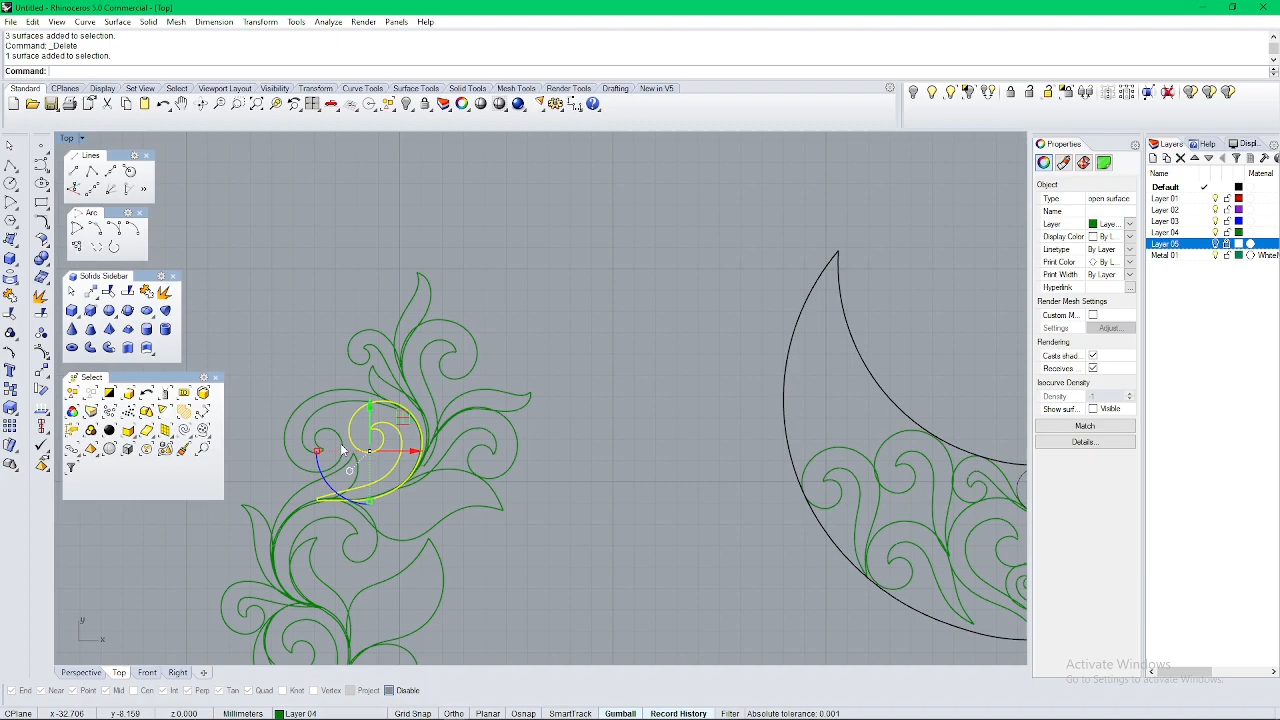 Untitled - Rhinoceros 5.0 Commercial - [Top]
File Edit View Curve Surface Solid Mesh Dimension Transform Tools Analyze Render Panels Help
3 surfaces added to selection.
Command: _Delete
1 surface added to selection.
Command:
Standard CPlanes Display Set View Select Viewport Layout Visibility Transform Curve Tools Surface Tools Solid Tools Mesh Tools Render Tools Drafting New in V5
Top
Lines
Arc
Solids Sidebar
Select
Properties
Object
Type open surface
Name
Layer Laye...
Display Color By L...
Linetype By Layer
Print Color By L...
Print Width By Layer
Hyperlink ...
Render Mesh Settings
Custom M...
Settings Adjust...
Rendering
Casts shad...
Receives ...
Isocurve Density
Density -1
Show surf... Visible
Match
Details...
Layers Help Displ...
Name Material
Default
Layer 01
Layer 02
Layer 03
Layer 04
Layer 05
Metal 01 White
y
x
Activate Windows
Go to Settings to activate Windows.
Perspective Top Front Right
End Near Point Mid Cen Int Perp Tan Quad Knot Vertex Project Disable
CPlane x -32.706 y -8.159 z 0.000 Millimeters Layer 04 Grid Snap Ortho Planar Osnap SmartTrack Gumball Record History Filter Absolute tolerance: 0.001